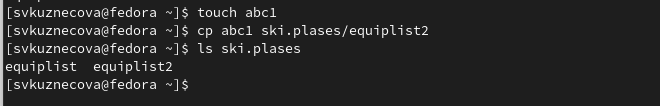 [svkuznecova@fedora ~]$ touch abc1
[svkuznecova@fedora ~]$ cp abc1 ski.plases/equiplist2
[svkuznecova@fedora ~]$ ls ski.plases
equiplist  equiplist2
[svkuznecova@fedora ~]$